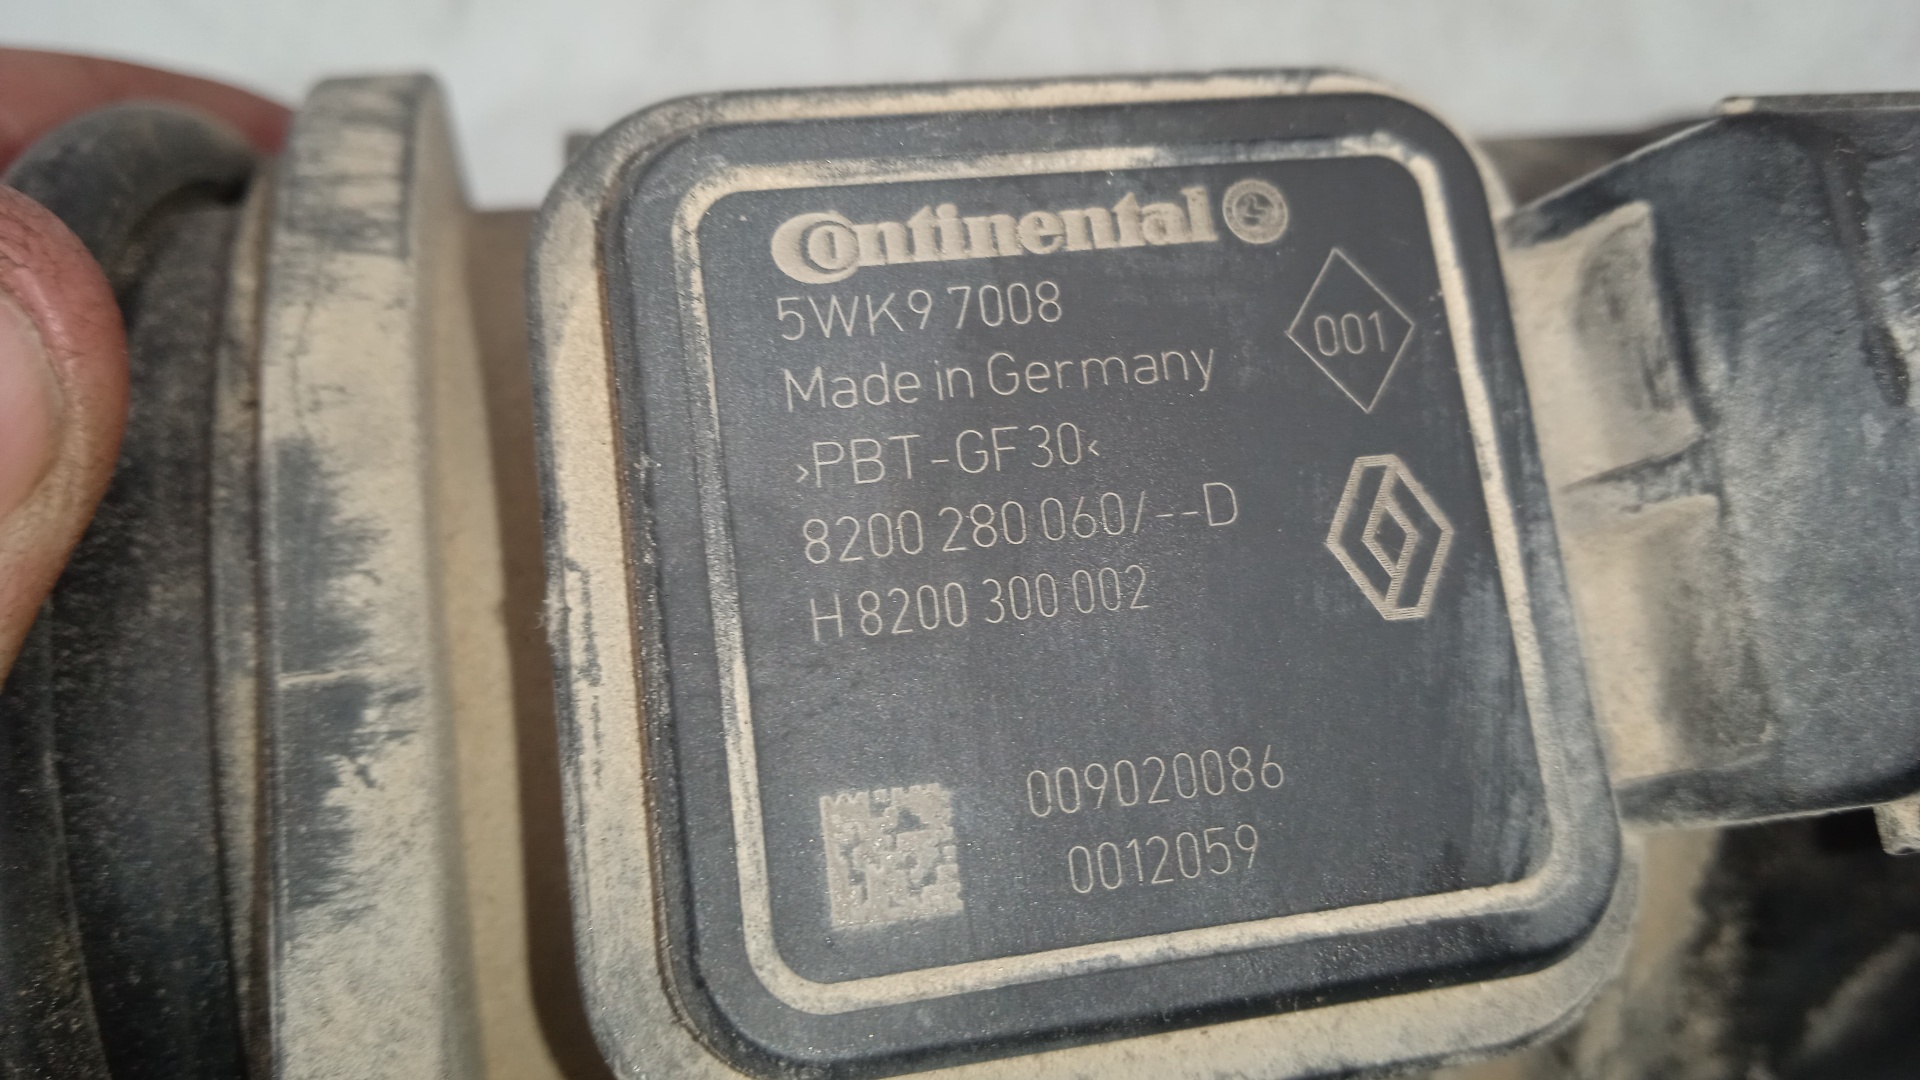 Continental
5WK9 7008
001
Made in Germany
>PBT-GF30<
8200 280 060/--D
H 8200 300 002
009020086
0012059